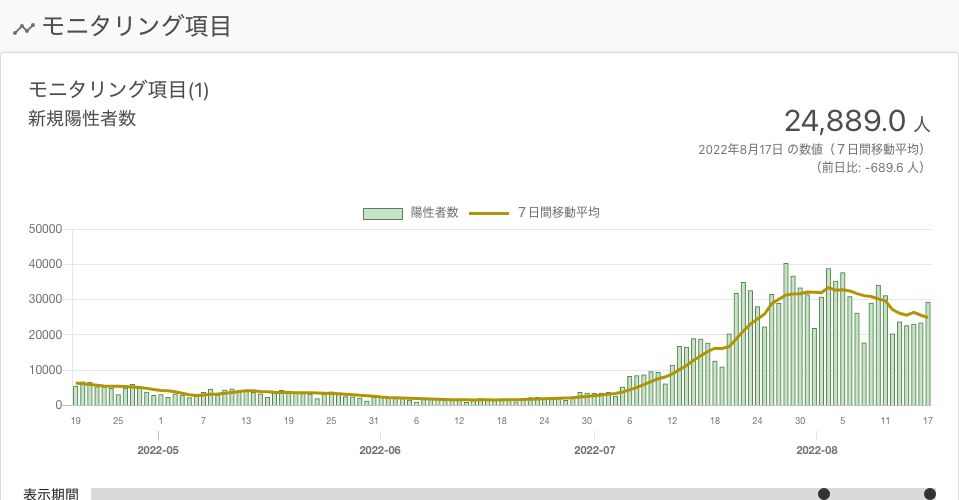 モニタリング項目
モニタリング項目(1)
新規陽性者数
24,889.0 人
2022年8月17日 の数値（７日間移動平均）
（前日比: -689.6 人）
陽性者数 ７日間移動平均
50000
40000
30000
20000
10000
0
19 25 1 7 13 19 25 31 6 12 18 24 30 6 12 18 24 30 5 11 17
2022-05 2022-06 2022-07 2022-08
表示期間